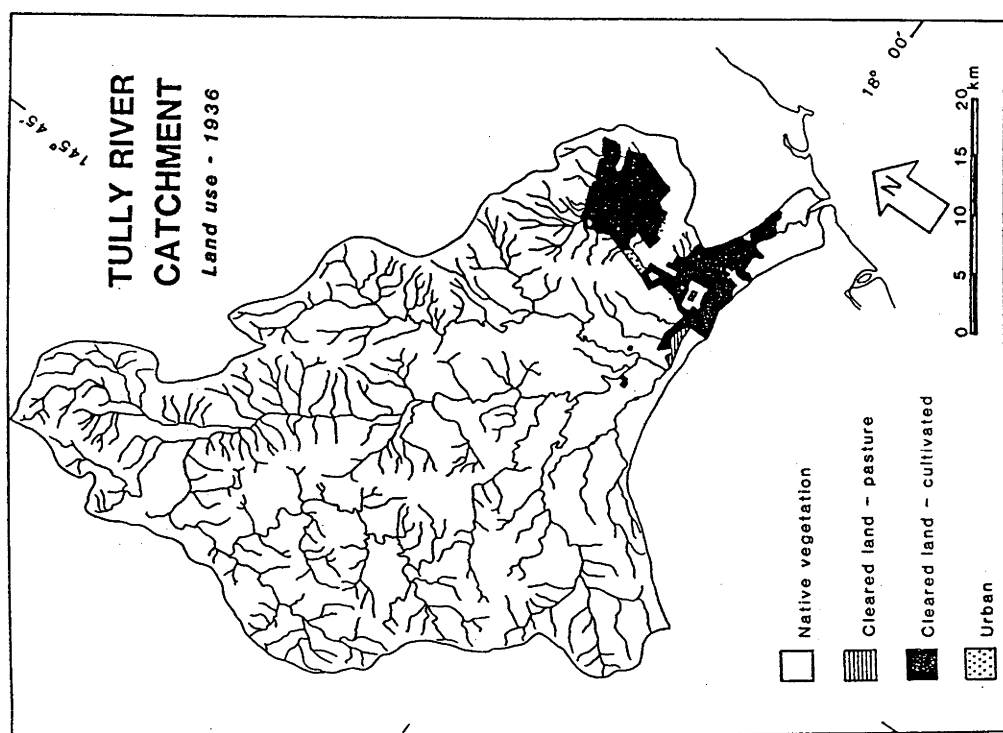 TULLY RIVER
CATCHMENT
Land use - 1936
145° 45'
18° 00'
N
0 5 10 15 20 km
Native vegetation
Cleared land - pasture
Cleared land - cultivated
Urban